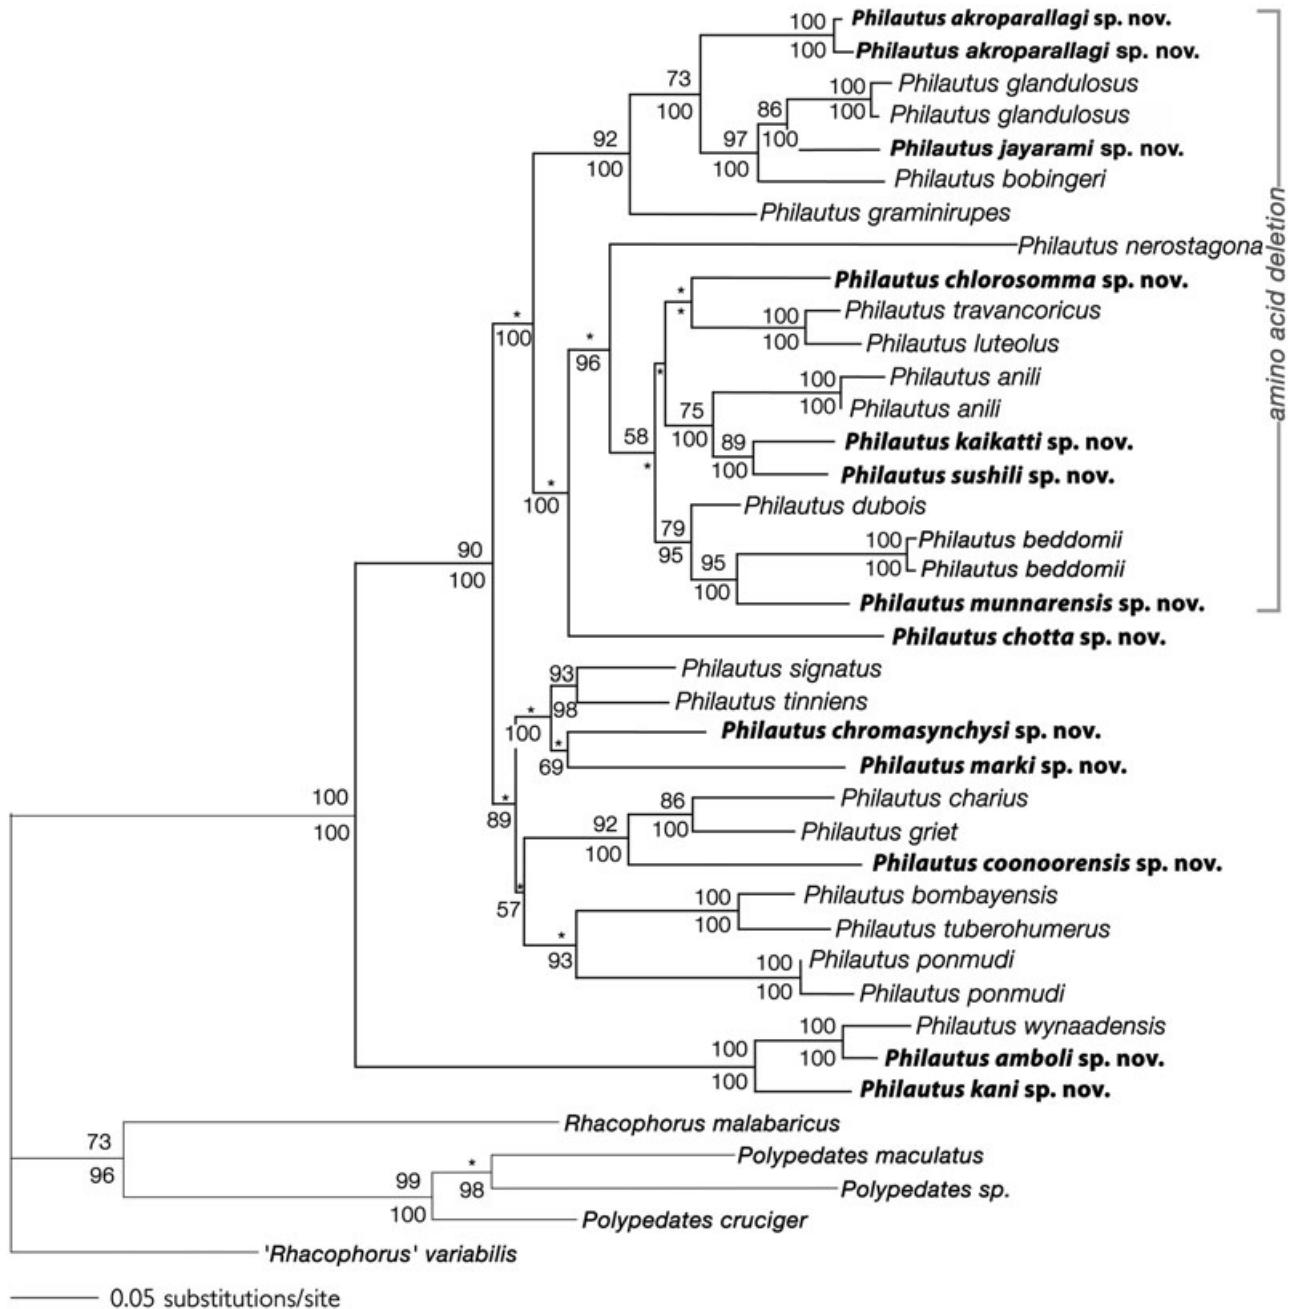 100
Philautus akroparallagi sp. nov.
100
Philautus akroparallagi sp. nov.
73
100
100
Philautus glandulosus
86
100
Philautus glandulosus
92
97
100
Philautus jayarami sp. nov.
100
100
Philautus bobingeri
Philautus graminirupes
amino acid deletion
Philautus nerostagona
*
Philautus chlorosomma sp. nov.
*
*
100
Philautus travancoricus
100
*
100
Philautus luteolus
96
*
100
Philautus anili
75
100
Philautus anili
58
100
89
Philautus kaikatti sp. nov.
*
*
100
Philautus sushili sp. nov.
100
Philautus dubois
79
90
95
95
100
Philautus beddomii
100
Philautus beddomii
100
100
Philautus munnarensis sp. nov.
Philautus chotta sp. nov.
93
Philautus signatus
*
98
Philautus tinniens
100
*
Philautus chromasynchysi sp. nov.
69
Philautus marki sp. nov.
100
*
86
Philautus charius
100
89
92
100
Philautus griet
100
Philautus coonoorensis sp. nov.
*
57
100
Philautus bombayensis
100
Philautus tuberohumerus
*
93
100
Philautus ponmudi
100
Philautus ponmudi
100
Philautus wynaadensis
100
100
Philautus amboli sp. nov.
100
Philautus kani sp. nov.
73
Rhacophorus malabaricus
96
*
Polypedates maculatus
99
98
Polypedates sp.
100
Polypedates cruciger
'Rhacophorus' variabilis
0.05 substitutions/site